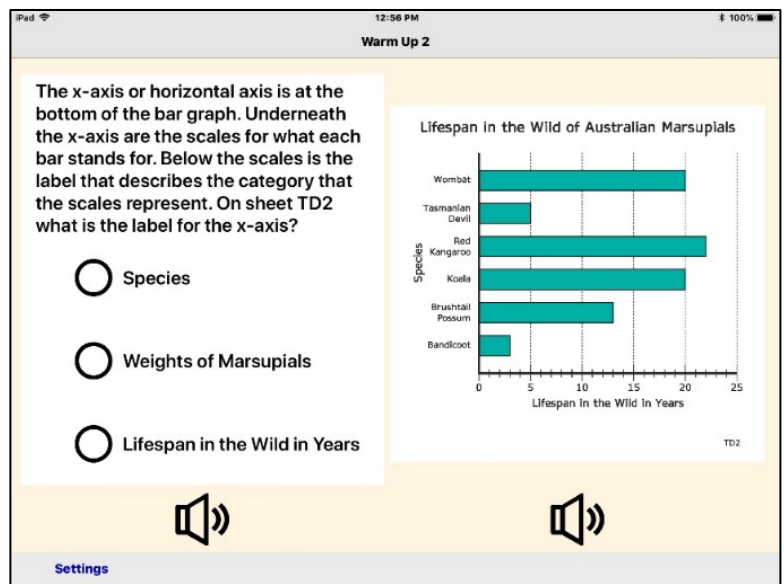 iPad 12:56 PM 100%
Warm Up 2
The x-axis or horizontal axis is at the
bottom of the bar graph. Underneath
the x-axis are the scales for what each
bar stands for. Below the scales is the
label that describes the category that
the scales represent. On sheet TD2
what is the label for the x-axis?
Species
Weights of Marsupials
Lifespan in the Wild in Years
Lifespan in the Wild of Australian Marsupials
Species
Wombat
Tasmanian
Devil
Red
Kangaroo
Koala
Brushtail
Possum
Bandicoot
0 5 10 15 20 25
Lifespan in the Wild in Years
TD2
Settings